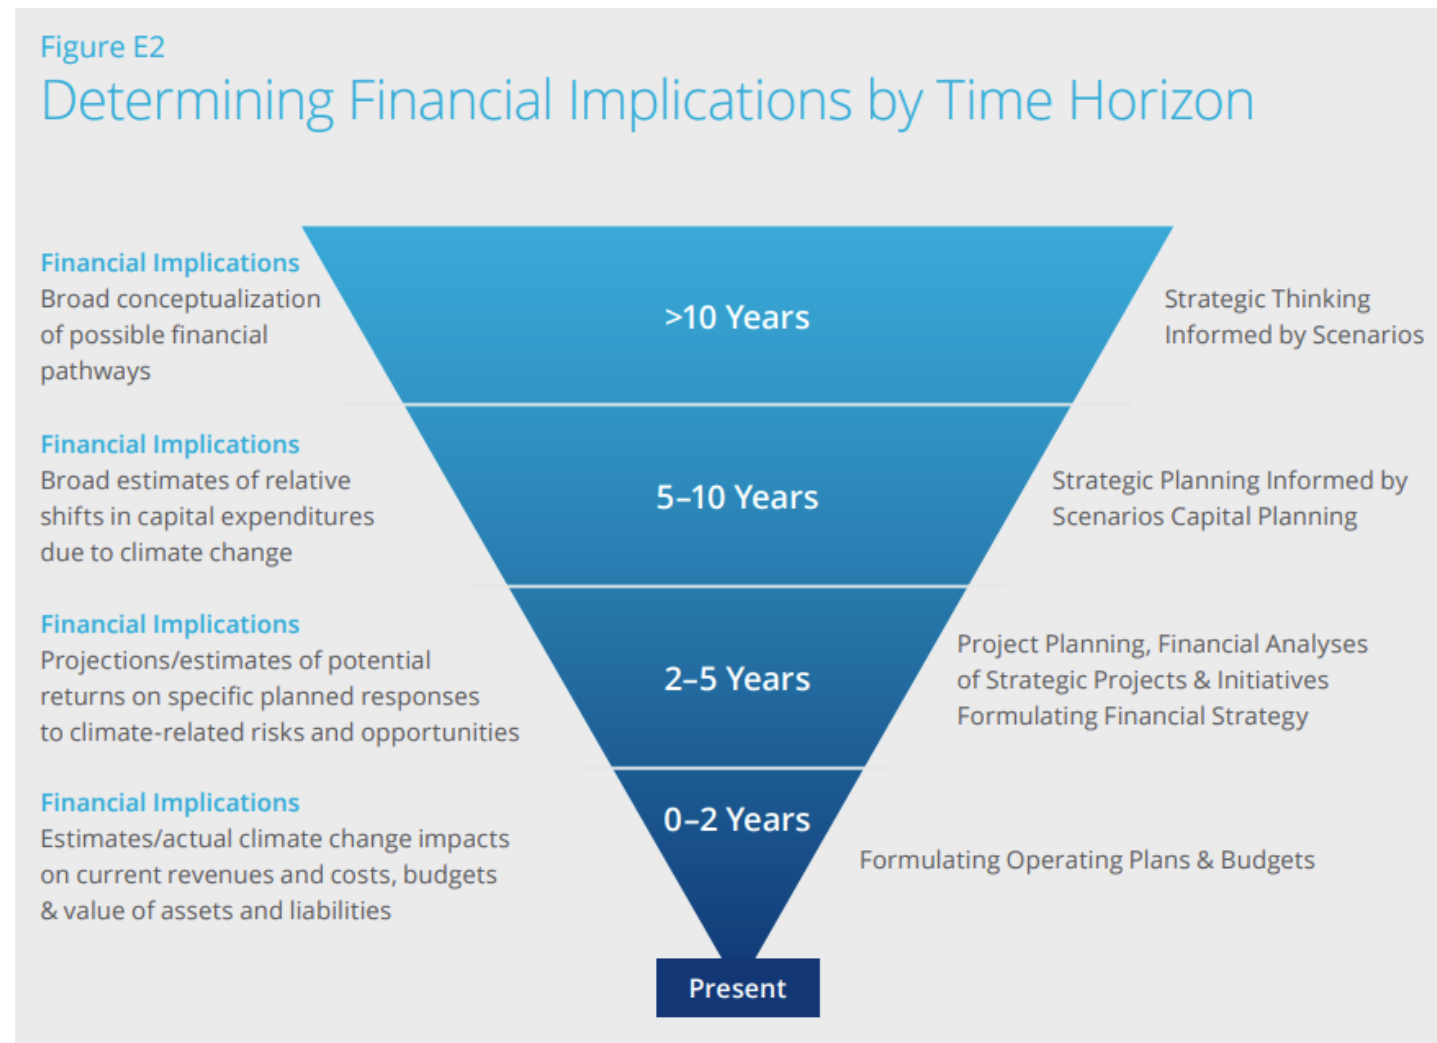 Figure E2
Determining Financial Implications by Time Horizon
Financial Implications
Broad conceptualization
of possible financial
pathways
>10 Years
Strategic Thinking
Informed by Scenarios
Financial Implications
Broad estimates of relative
shifts in capital expenditures
due to climate change
5–10 Years
Strategic Planning Informed by
Scenarios Capital Planning
Financial Implications
Projections/estimates of potential
returns on specific planned responses
to climate-related risks and opportunities
2–5 Years
Project Planning, Financial Analyses
of Strategic Projects & Initiatives
Formulating Financial Strategy
Financial Implications
Estimates/actual climate change impacts
on current revenues and costs, budgets
& value of assets and liabilities
0–2 Years
Formulating Operating Plans & Budgets
Present